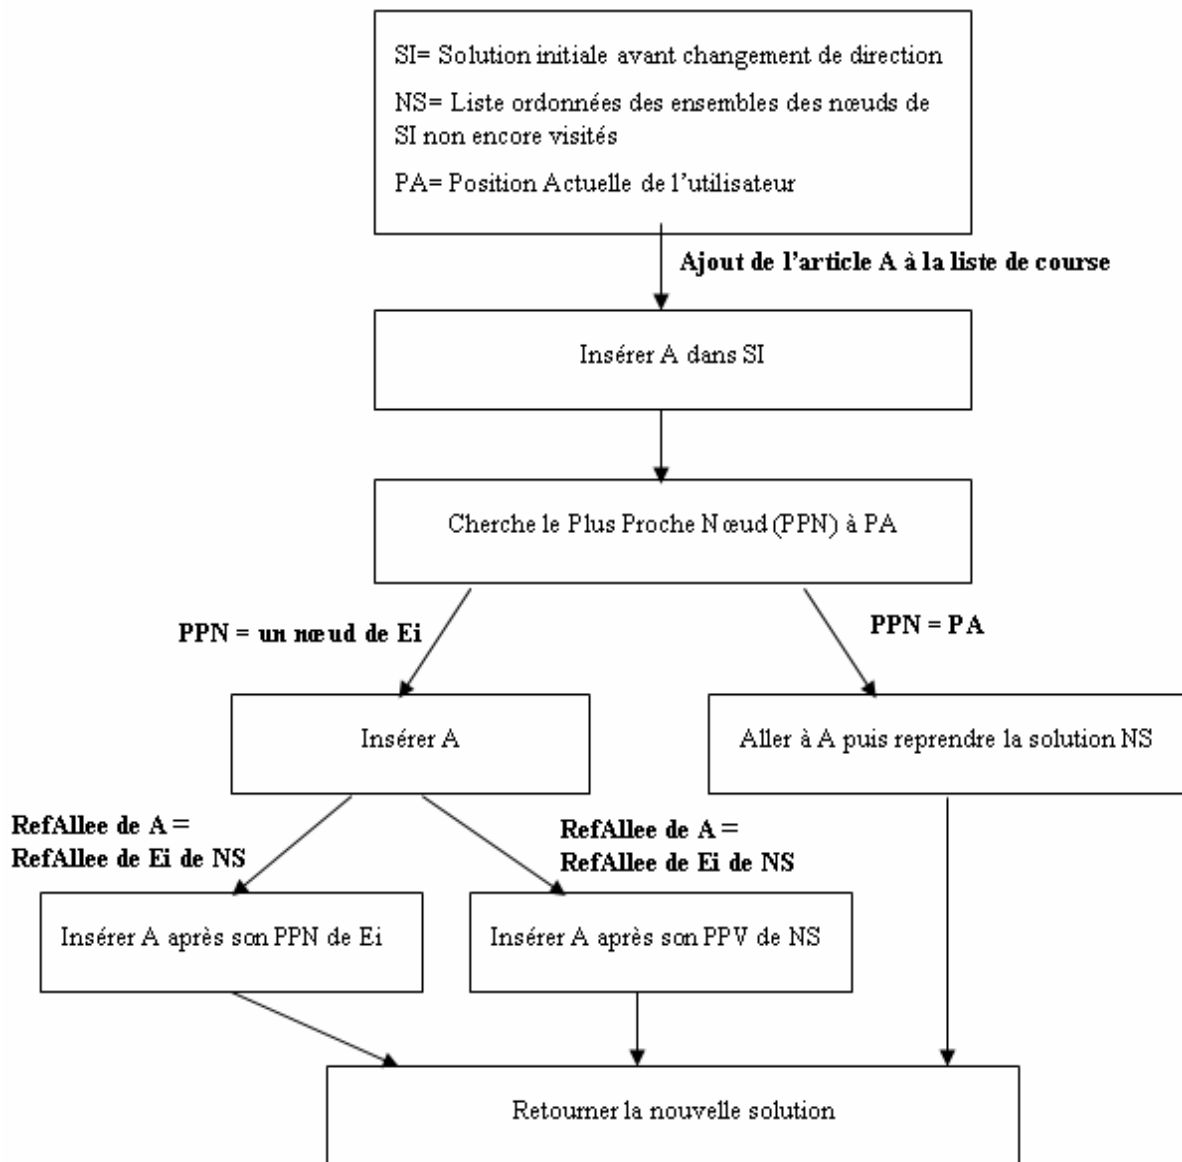 SI= Solution initiale avant changement de direction
NS= Liste ordonnées des ensembles des nœuds de
SI non encore visités
PA= Position Actuelle de l'utilisateur
Ajout de l'article A à la liste de course
Insérer A dans SI
Cherche le Plus Proche Nœud (PPN) à PA
PPN = un nœud de Ei
PPN = PA
Insérer A
Aller à A puis reprendre la solution NS
RefAllee de A =
RefAllee de Ei de NS
RefAllee de A =
RefAllee de Ei de NS
Insérer A après son PPN de Ei
Insérer A après son PPV de NS
Retourner la nouvelle solution